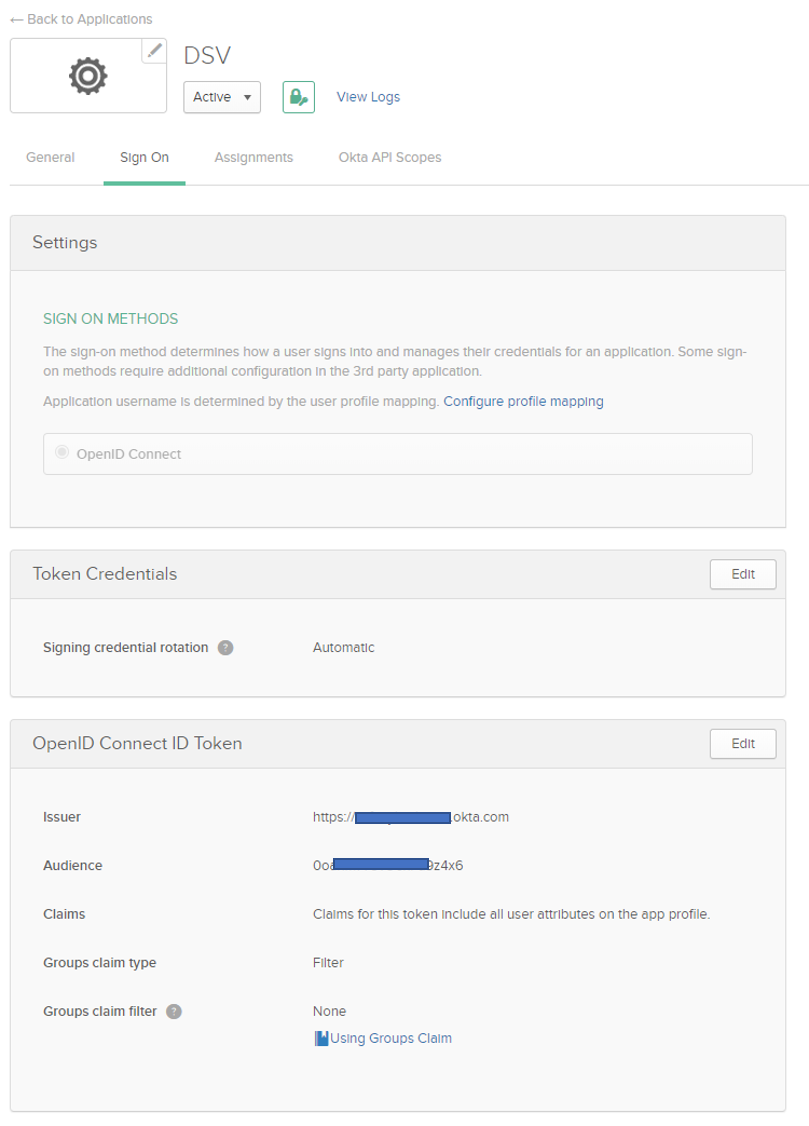 ← Back to Applications
DSV
Active
View Logs
General
Sign On
Assignments
Okta API Scopes
Settings
SIGN ON METHODS
The sign-on method determines how a user signs into and manages their credentials for an application. Some sign-
on methods require additional configuration in the 3rd party application.
Application username is determined by the user profile mapping. Configure profile mapping
OpenID Connect
Token Credentials
Edit
Signing credential rotation ?
Automatic
OpenID Connect ID Token
Edit
Issuer
https:// .okta.com
Audience
0oa 9z4x6
Claims
Claims for this token include all user attributes on the app profile.
Groups claim type
Filter
Groups claim filter ?
None
Using Groups Claim